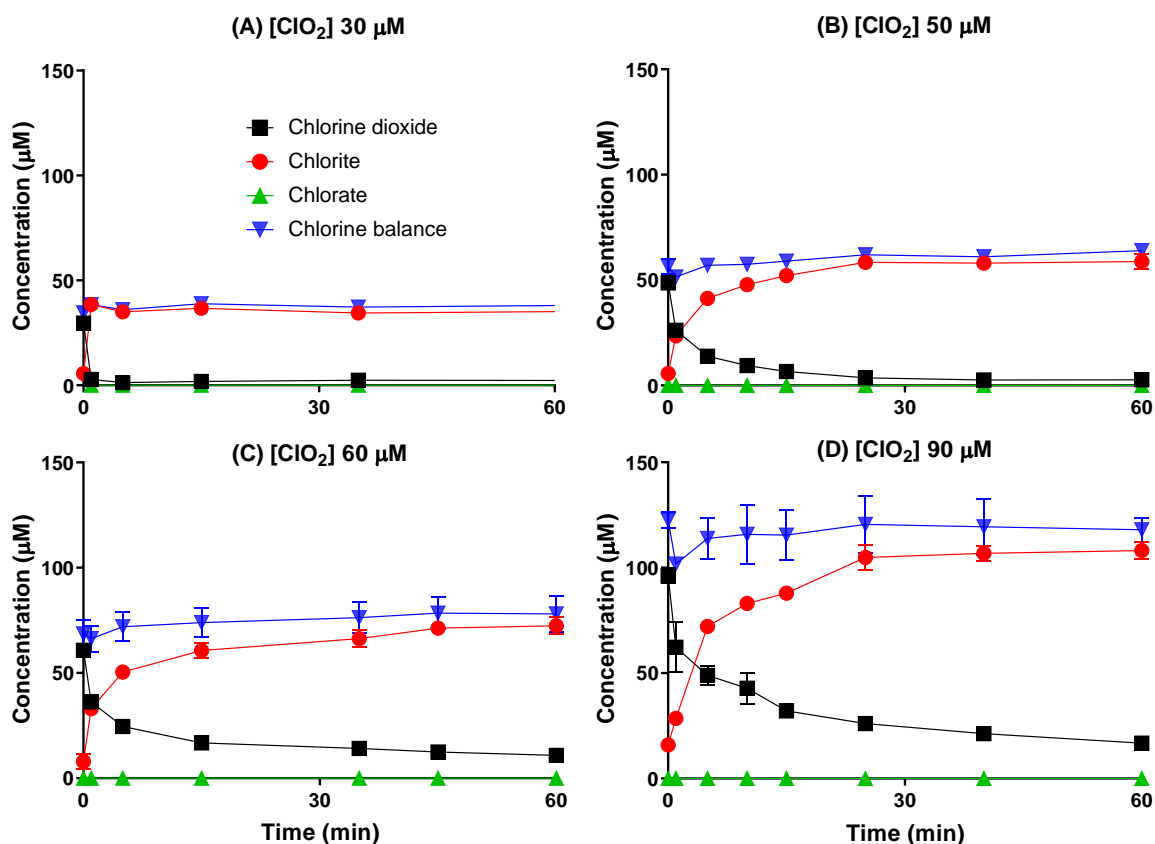 (A) [ClO₂] 30 μM
Concentration (μM)
150
100
50
0
0
30
60
Chlorine dioxide
Chlorite
Chlorate
Chlorine balance
(B) [ClO₂] 50 μM
Concentration (μM)
150
100
50
0
0
30
60
(C) [ClO₂] 60 μM
Concentration (μM)
150
100
50
0
0
30
60
Time (min)
(D) [ClO₂] 90 μM
Concentration (μM)
150
100
50
0
0
30
60
Time (min)